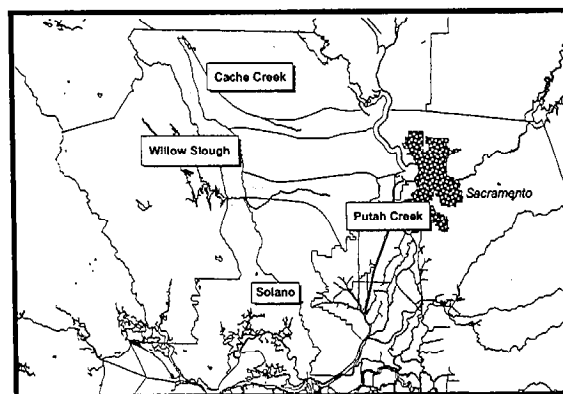 Cache Creek
Willow Slough
Sacramento
Putah Creek
Solano